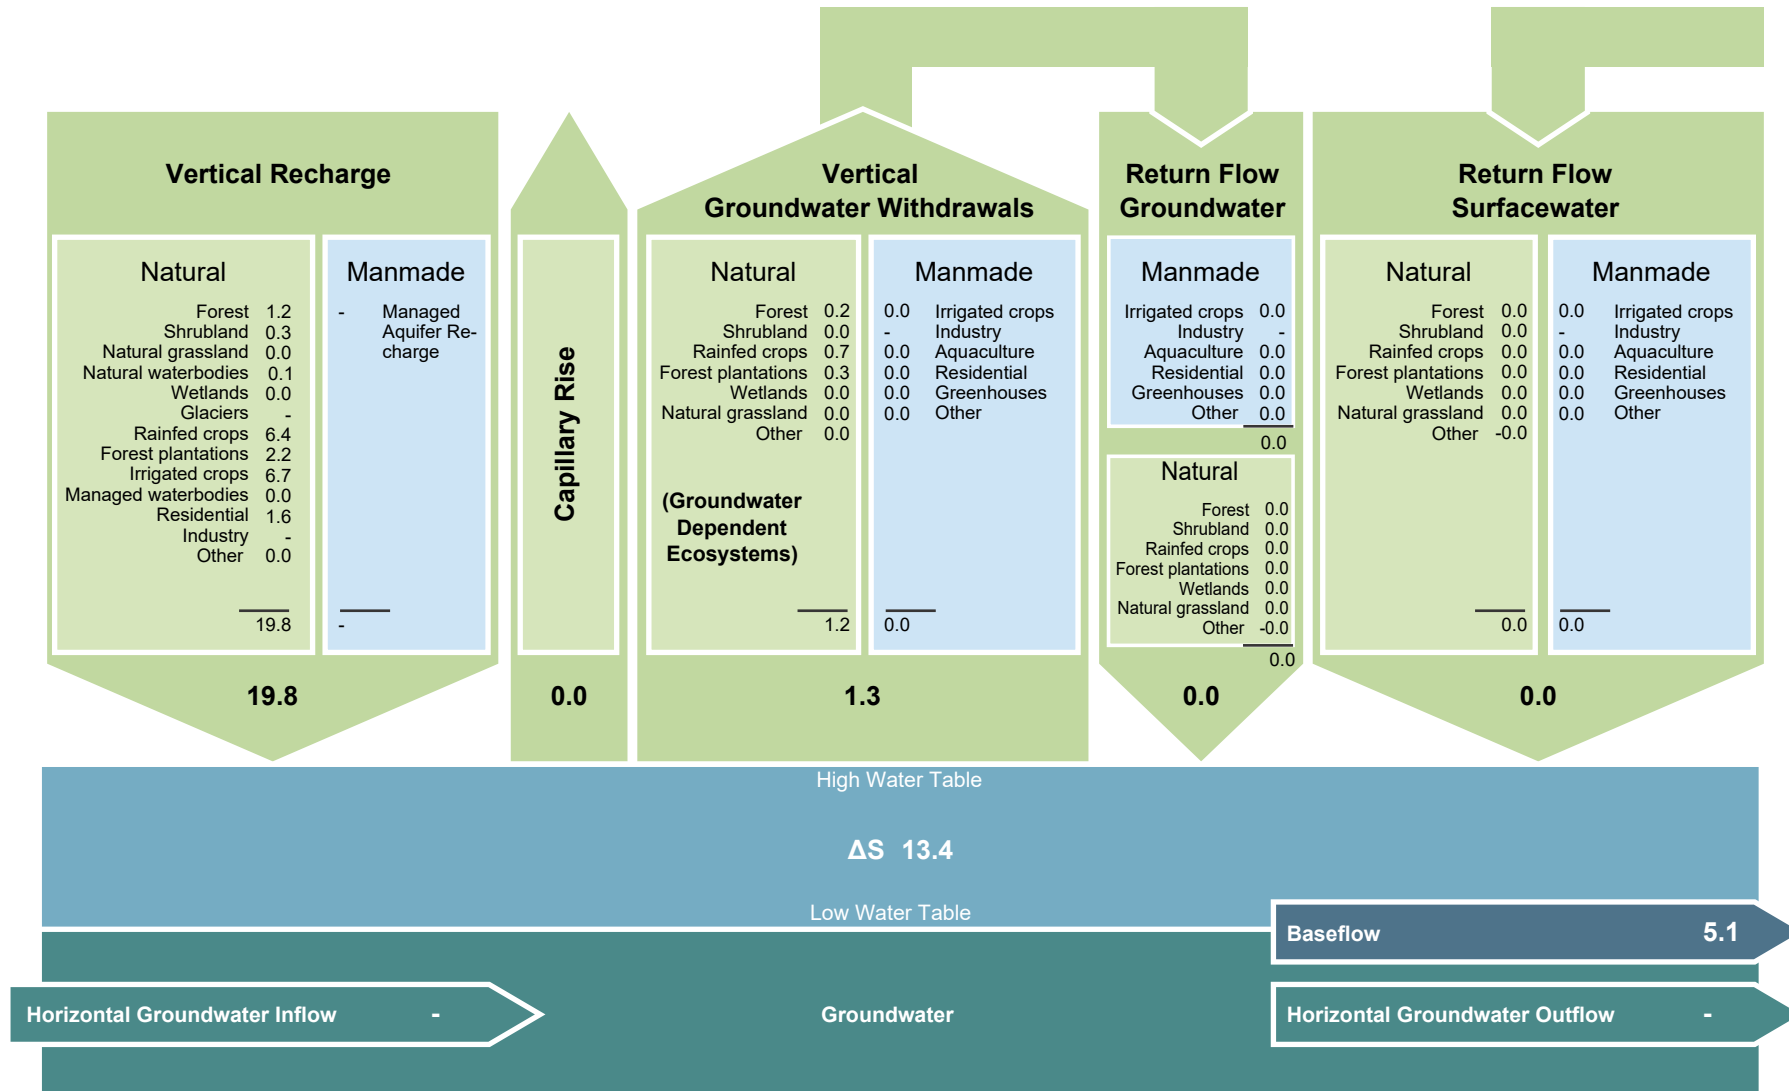 Vertical Recharge
Natural
Forest 1.2
Shrubland 0.3
Natural grassland 0.0
Natural waterbodies 0.1
Wetlands 0.0
Glaciers -
Rainfed crops 6.4
Forest plantations 2.2
Irrigated crops 6.7
Managed waterbodies 0.0
Residential 1.6
Industry -
Other 0.0
19.8
Manmade
- Managed
Aquifer Re-
charge
-
19.8
Capillary Rise
0.0
Vertical
Groundwater Withdrawals
Natural
Forest 0.2
Shrubland 0.0
Rainfed crops 0.7
Forest plantations 0.3
Wetlands 0.0
Natural grassland 0.0
Other 0.0
(Groundwater
Dependent
Ecosystems)
1.2
Manmade
0.0 Irrigated crops
- Industry
0.0 Aquaculture
0.0 Residential
0.0 Greenhouses
0.0 Other
0.0
1.3
Return Flow
Groundwater
Manmade
Irrigated crops 0.0
Industry -
Aquaculture 0.0
Residential 0.0
Greenhouses 0.0
Other 0.0
0.0
Natural
Forest 0.0
Shrubland 0.0
Rainfed crops 0.0
Forest plantations 0.0
Wetlands 0.0
Natural grassland 0.0
Other -0.0
0.0
0.0
Return Flow
Surfacewater
Natural
Forest 0.0
Shrubland 0.0
Rainfed crops 0.0
Forest plantations 0.0
Wetlands 0.0
Natural grassland 0.0
Other -0.0
0.0
Manmade
0.0 Irrigated crops
- Industry
0.0 Aquaculture
0.0 Residential
0.0 Greenhouses
0.0 Other
0.0
0.0
High Water Table
ΔS 13.4
Low Water Table
Baseflow 5.1
Horizontal Groundwater Inflow -
Groundwater
Horizontal Groundwater Outflow -